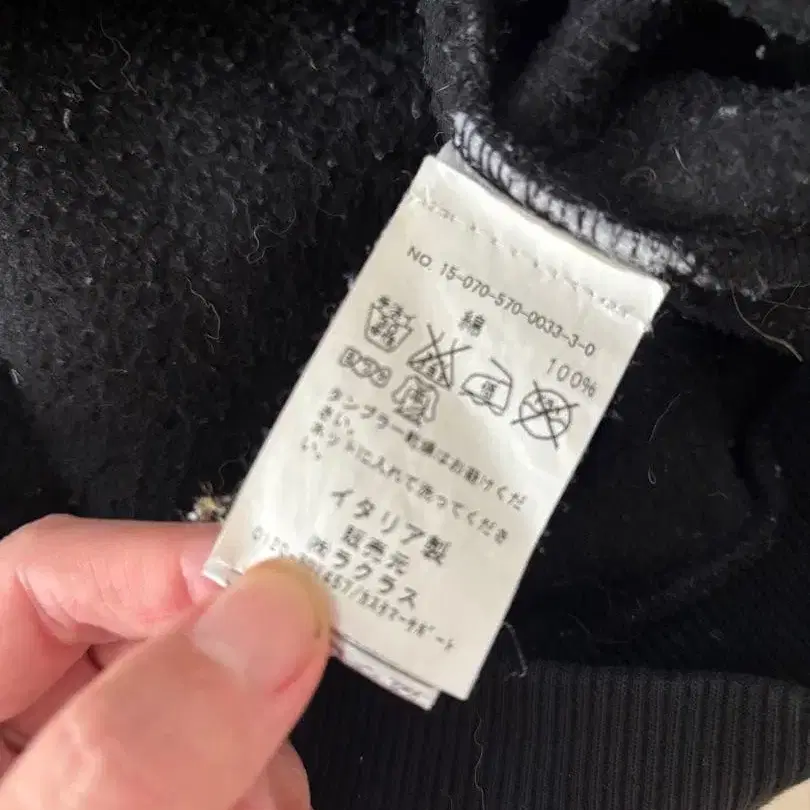 NO. 15-070-570-0033-3-0
綿 100%
タンブラー乾燥はお避けくだ
さい。
ネットに入れて洗ってくださ
い。
イタリア製
販売元
㈱ラグラス